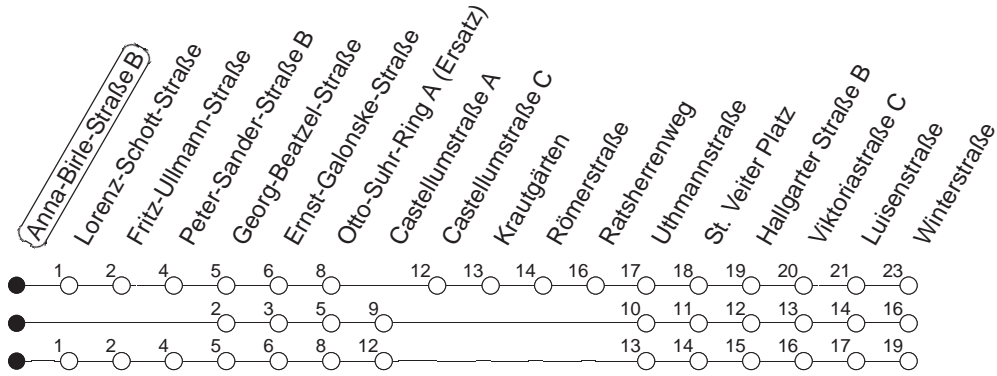 Anna-Birle-Straße B
Lorenz-Schott-Straße
Fritz-Ullmann-Straße
Peter-Sander-Straße B
Georg-Beatzel-Straße
Ernst-Galonske-Straße
Otto-Suhr-Ring A (Ersatz)
Castellumstraße A
Castellumstraße C
Krautgärten
Römerstraße
Ratsherrenweg
Uthmannstraße
St. Veiter Platz
Hallgarter Straße B
Viktoriastraße C
Luisenstraße
Winterstraße
1 2 4 5 6 8 12 13 14 16 17 18 19 20 21 23
2 3 5 9 10 11 12 13 14 16
1 2 4 5 6 8 12 13 14 15 16 17 19